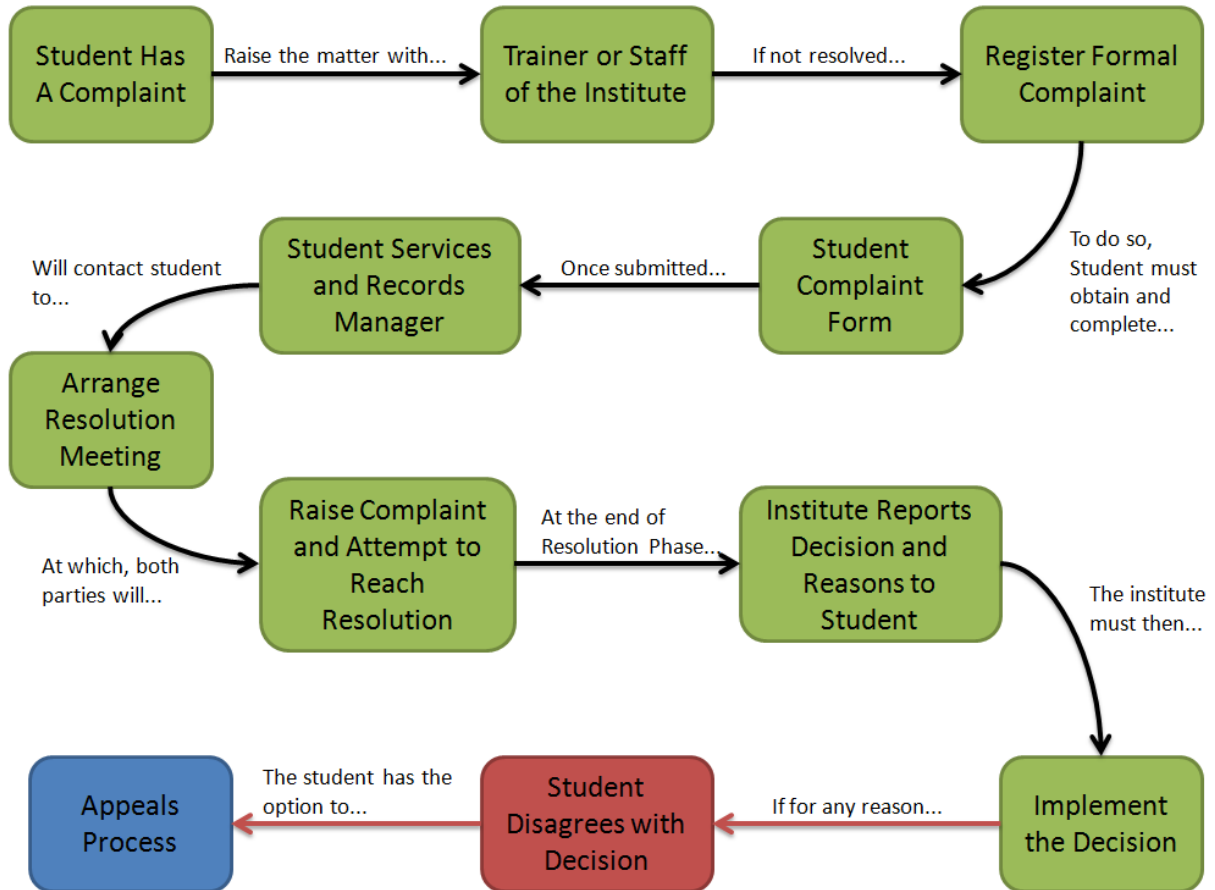 Student Has
A Complaint
Raise the matter with...
Trainer or Staff
of the Institute
If not resolved...
Register Formal
Complaint
To do so,
Student must
obtain and
complete...
Student
Complaint
Form
Once submitted...
Student Services
and Records
Manager
Will contact student
to...
Arrange
Resolution
Meeting
At which, both
parties will...
Raise Complaint
and Attempt to
Reach
Resolution
At the end of
Resolution Phase...
Institute Reports
Decision and
Reasons to
Student
The institute
must then...
Implement
the Decision
If for any reason...
Student
Disagrees with
Decision
The student has the
option to...
Appeals
Process